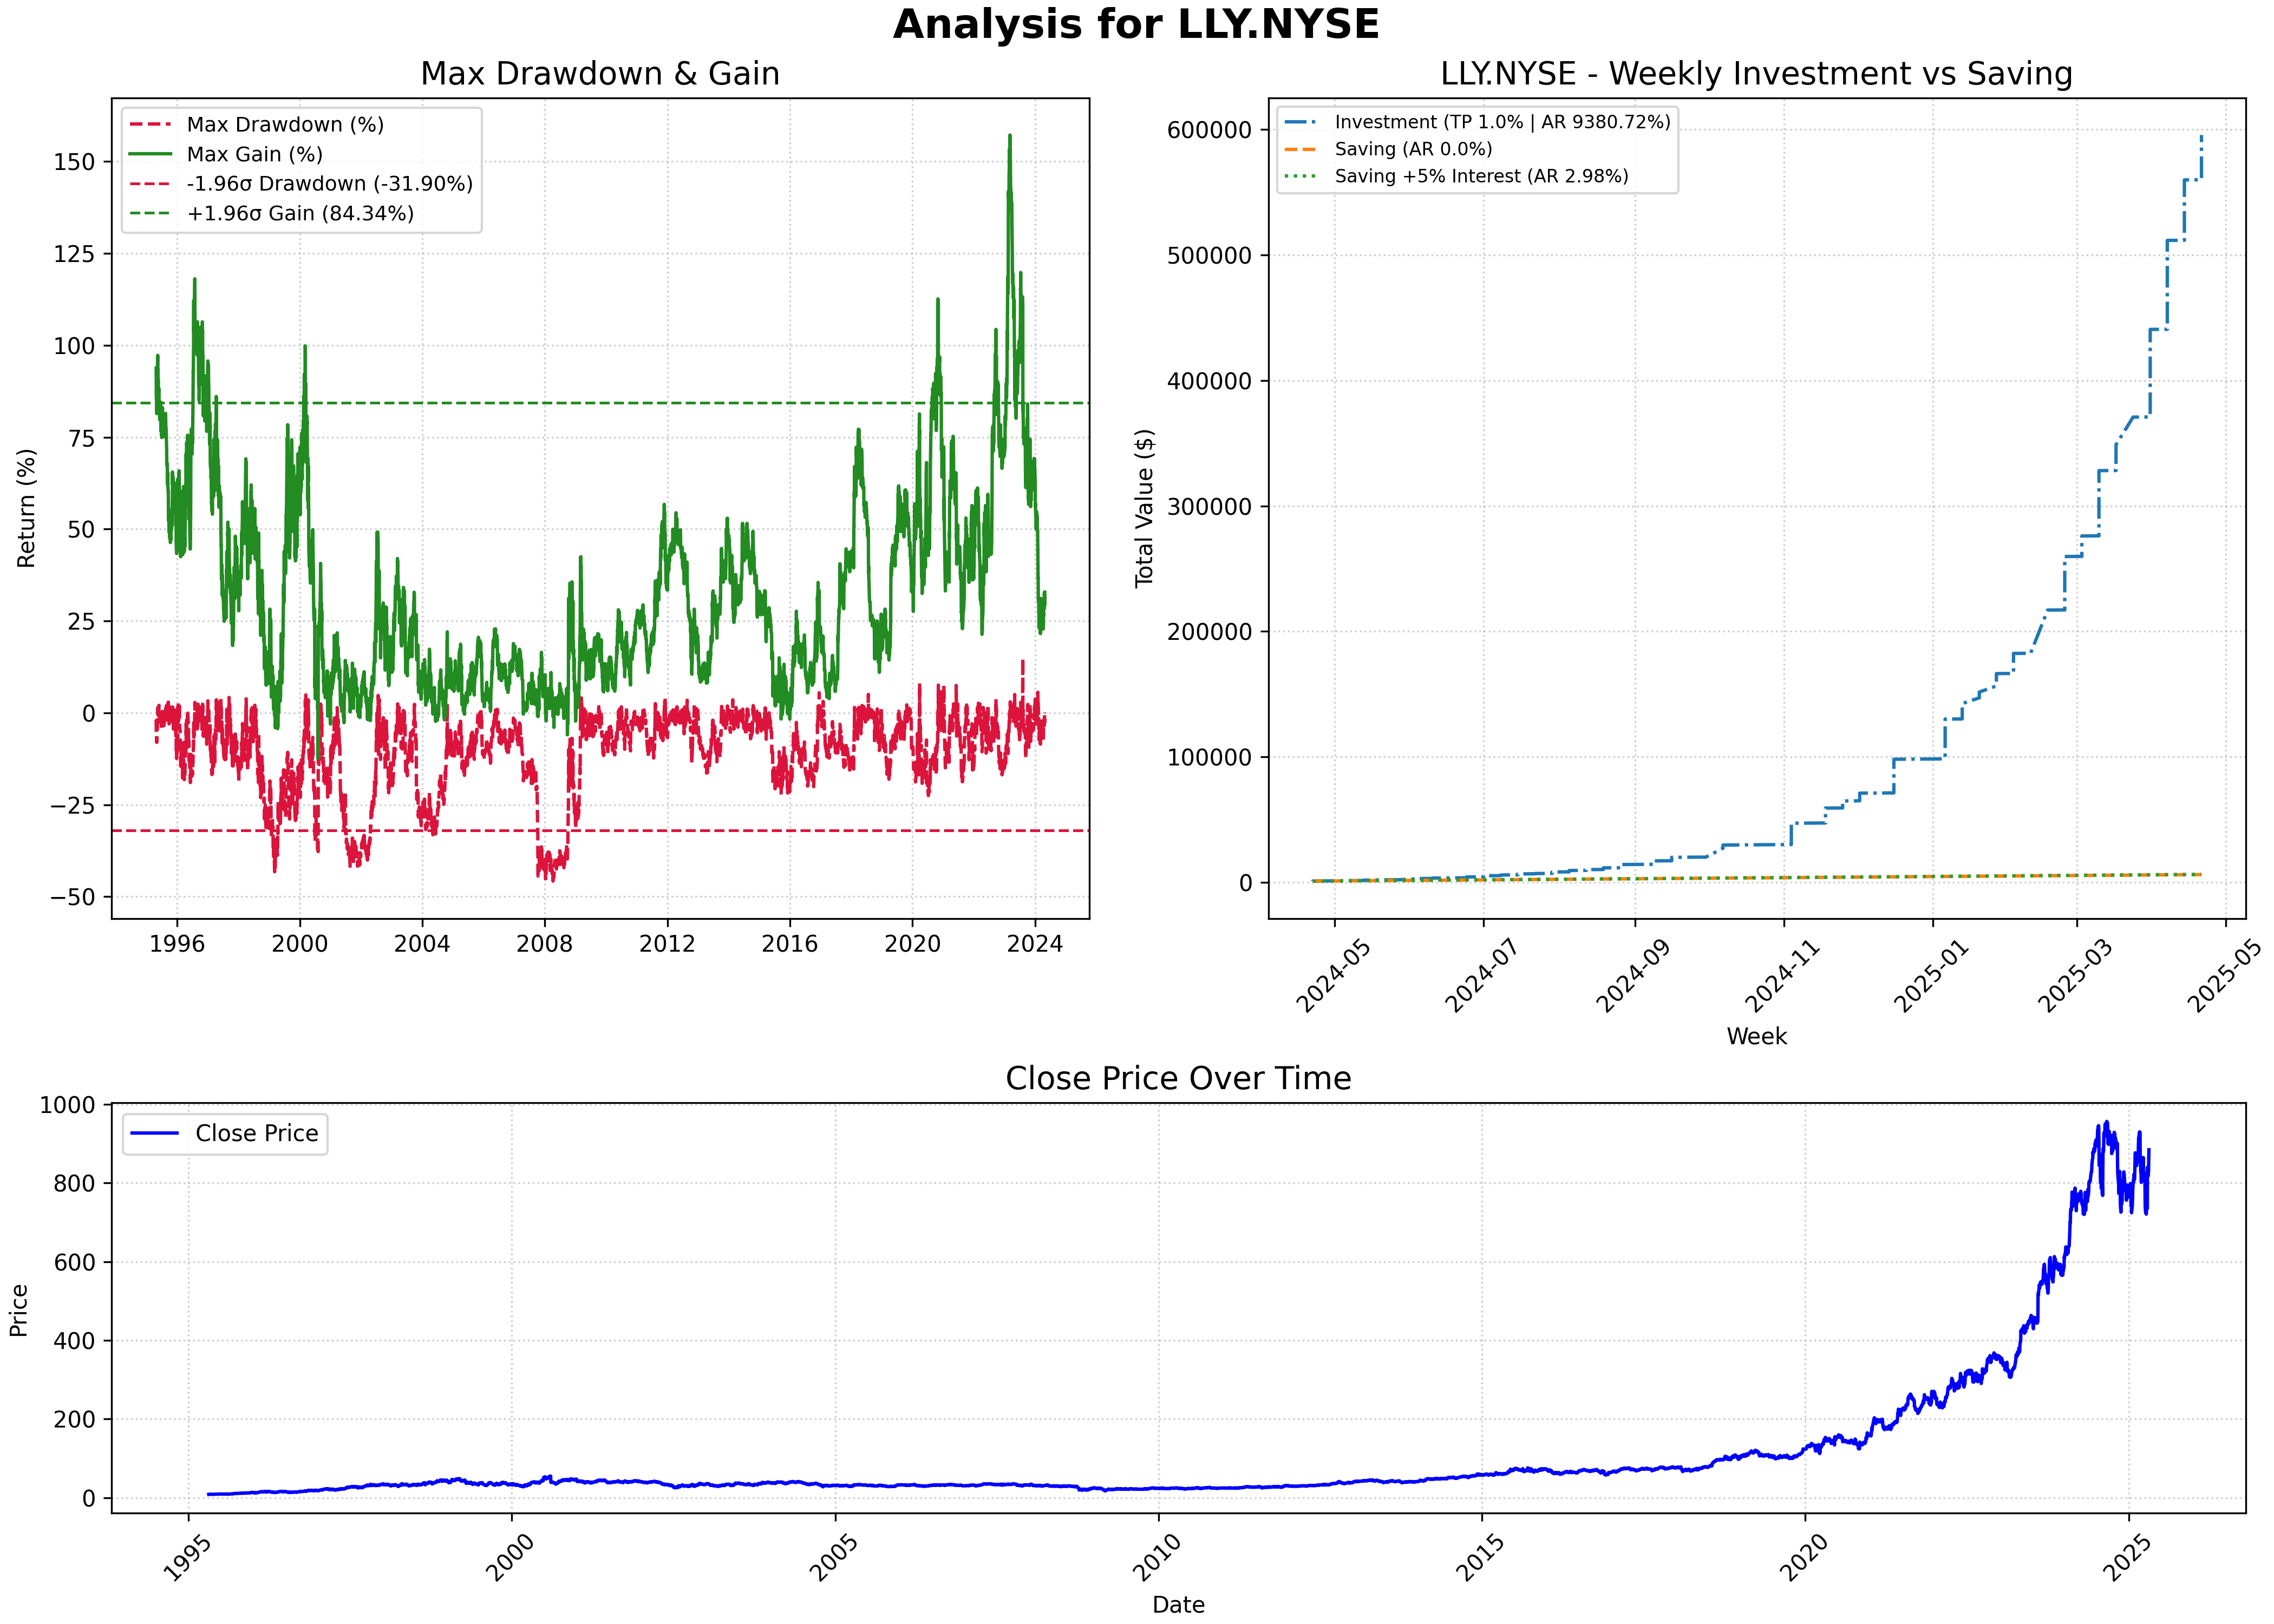 Analysis for LLY.NYSE
Max Drawdown & Gain
Max Drawdown (%)
Max Gain (%)
-1.96σ Drawdown (-31.90%)
+1.96σ Gain (84.34%)
Return (%)
150
125
100
75
50
25
0
−25
−50
1996
2000
2004
2008
2012
2016
2020
2024
LLY.NYSE - Weekly Investment vs Saving
Investment (TP 1.0% | AR 9380.72%)
Saving (AR 0.0%)
Saving +5% Interest (AR 2.98%)
Total Value ($)
600000
500000
400000
300000
200000
100000
0
2024-05
2024-07
2024-09
2024-11
2025-01
2025-03
2025-05
Week
Close Price Over Time
Close Price
Price
1000
800
600
400
200
0
1995
2000
2005
2010
2015
2020
2025
Date